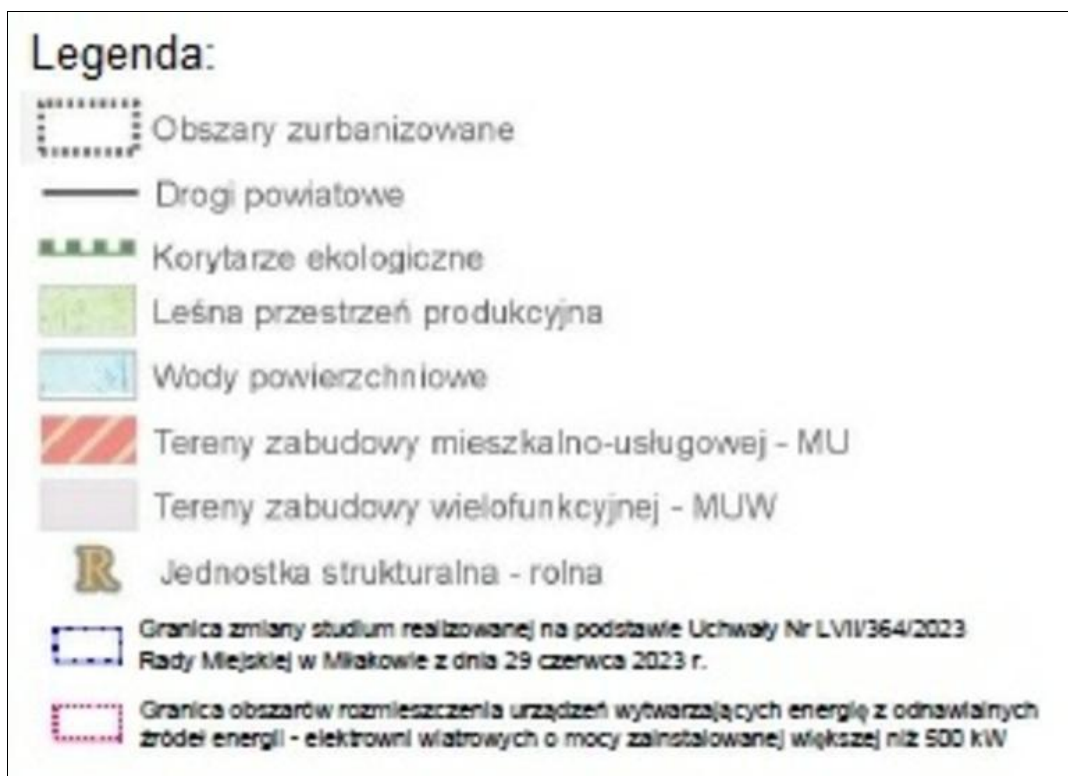 Legenda:
Obszary zurbanizowane
Drogi powiatowe
Korytarze ekologiczne
Leśna przestrzeń produkcyjna
Wody powierzchniowe
Tereny zabudowy mieszkalno-usługowej - MU
Tereny zabudowy wielofunkcyjnej - MUW
R Jednostka strukturalna - rolna
Granica zmiany studium realizowanej na podstawie Uchwały Nr LVII/364/2023
Rady Miejskiej w Miłakowie z dnia 29 czerwca 2023 r.
Granica obszarów rozmieszczenia urządzeń wytwarzających energię z odnawialnych
źródeł energii - elektrowni wiatrowych o mocy zainstalowanej większej niż 500 kW